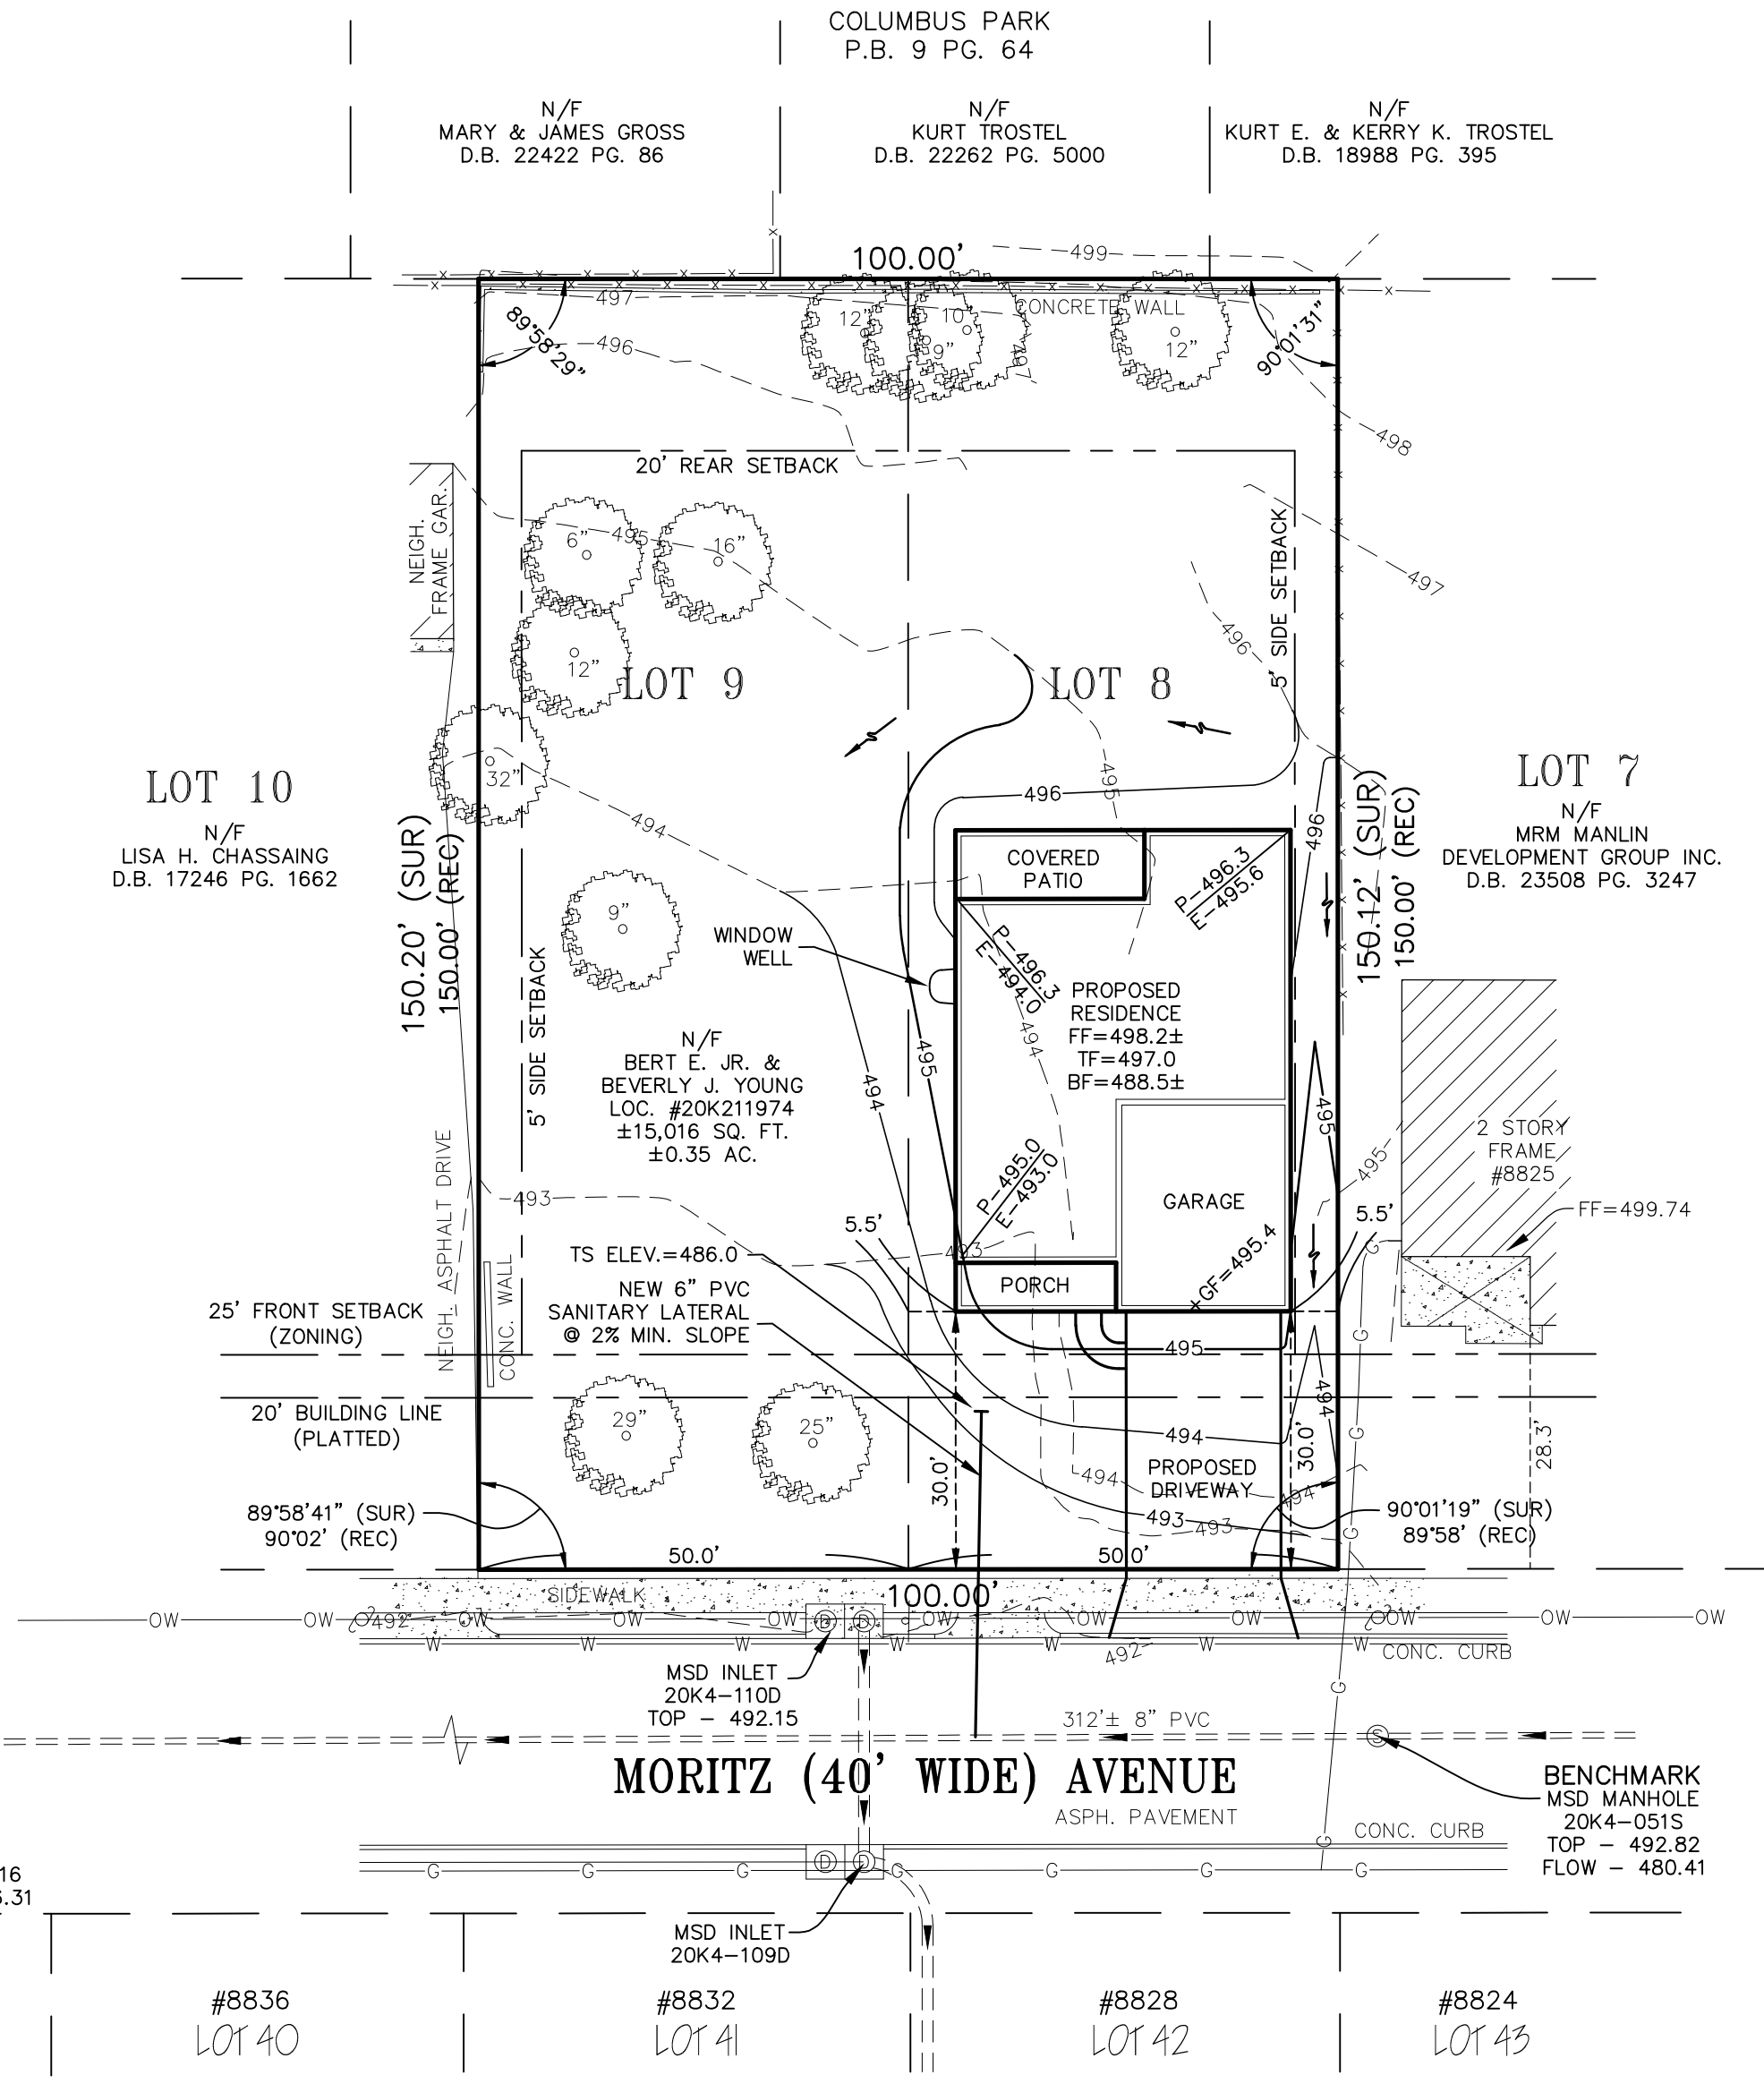 COLUMBUS PARK
P.B. 9 PG. 64
N/F
MARY & JAMES GROSS
D.B. 22422 PG. 86
N/F
KURT TROSTEL
D.B. 22262 PG. 5000
N/F
KURT E. & KERRY K. TROSTEL
D.B. 18988 PG. 395
100.00'
499
497
CONCRETE WALL
89°58'29"
90°01'31"
496
12"
10"
9"
12"
497
498
20' REAR SETBACK
NEIGH.
FRAME GAR.
6"
495
16"
5' SIDE SETBACK
497
496
12"
LOT 9
LOT 8
32"
LOT 10
N/F
LISA H. CHASSAING
D.B. 17246 PG. 1662
150.20' (SUR)
150.00' (REC)
494
495
496
496
150.12' (SUR)
150.00' (REC)
LOT 7
N/F
MRM MANLIN
DEVELOPMENT GROUP INC.
D.B. 23508 PG. 3247
COVERED
PATIO
P-496.3
E-495.6
9"
WINDOW
WELL
P-496.3
E-494.0
5' SIDE SETBACK
PROPOSED
RESIDENCE
FF=498.2±
TF=497.0
BF=488.5±
494
N/F
BERT E. JR. &
BEVERLY J. YOUNG
LOC. #20K211974
±15,016 SQ. FT.
±0.35 AC.
495
494
495
495
2 STORY
FRAME
#8825
NEIGH. ASPHALT DRIVE
493
P-495.0
E-493.0
GARAGE
5.5'
5.5'
FF=499.74
TS ELEV.=486.0
493
GF=495.4
CONC. WALL
NEW 6" PVC
SANITARY LATERAL
@ 2% MIN. SLOPE
PORCH
25' FRONT SETBACK
(ZONING)
495
494
20' BUILDING LINE
(PLATTED)
29"
25"
494
30.0'
30.0'
28.3'
494
PROPOSED
DRIVEWAY
494
493
493
89°58'41" (SUR)
90°02' (REC)
90°01'19" (SUR)
89°58' (REC)
50.0'
50.0'
SIDEWALK
100.00'
OW OW OW OW OW OW OW OW OW OW OW
492
D D
W W W W W W W
492
CONC. CURB
MSD INLET
20K4-110D
TOP - 492.15
G G G G G
312'± 8" PVC
S
MORITZ (40' WIDE) AVENUE
ASPH. PAVEMENT
BENCHMARK
MSD MANHOLE
20K4-051S
TOP - 492.82
FLOW - 480.41
CONC. CURB
D D
G G G G G G G
16
6.31
MSD INLET
20K4-109D
#8836
LOT 40
#8832
LOT 41
#8828
LOT 42
#8824
LOT 43